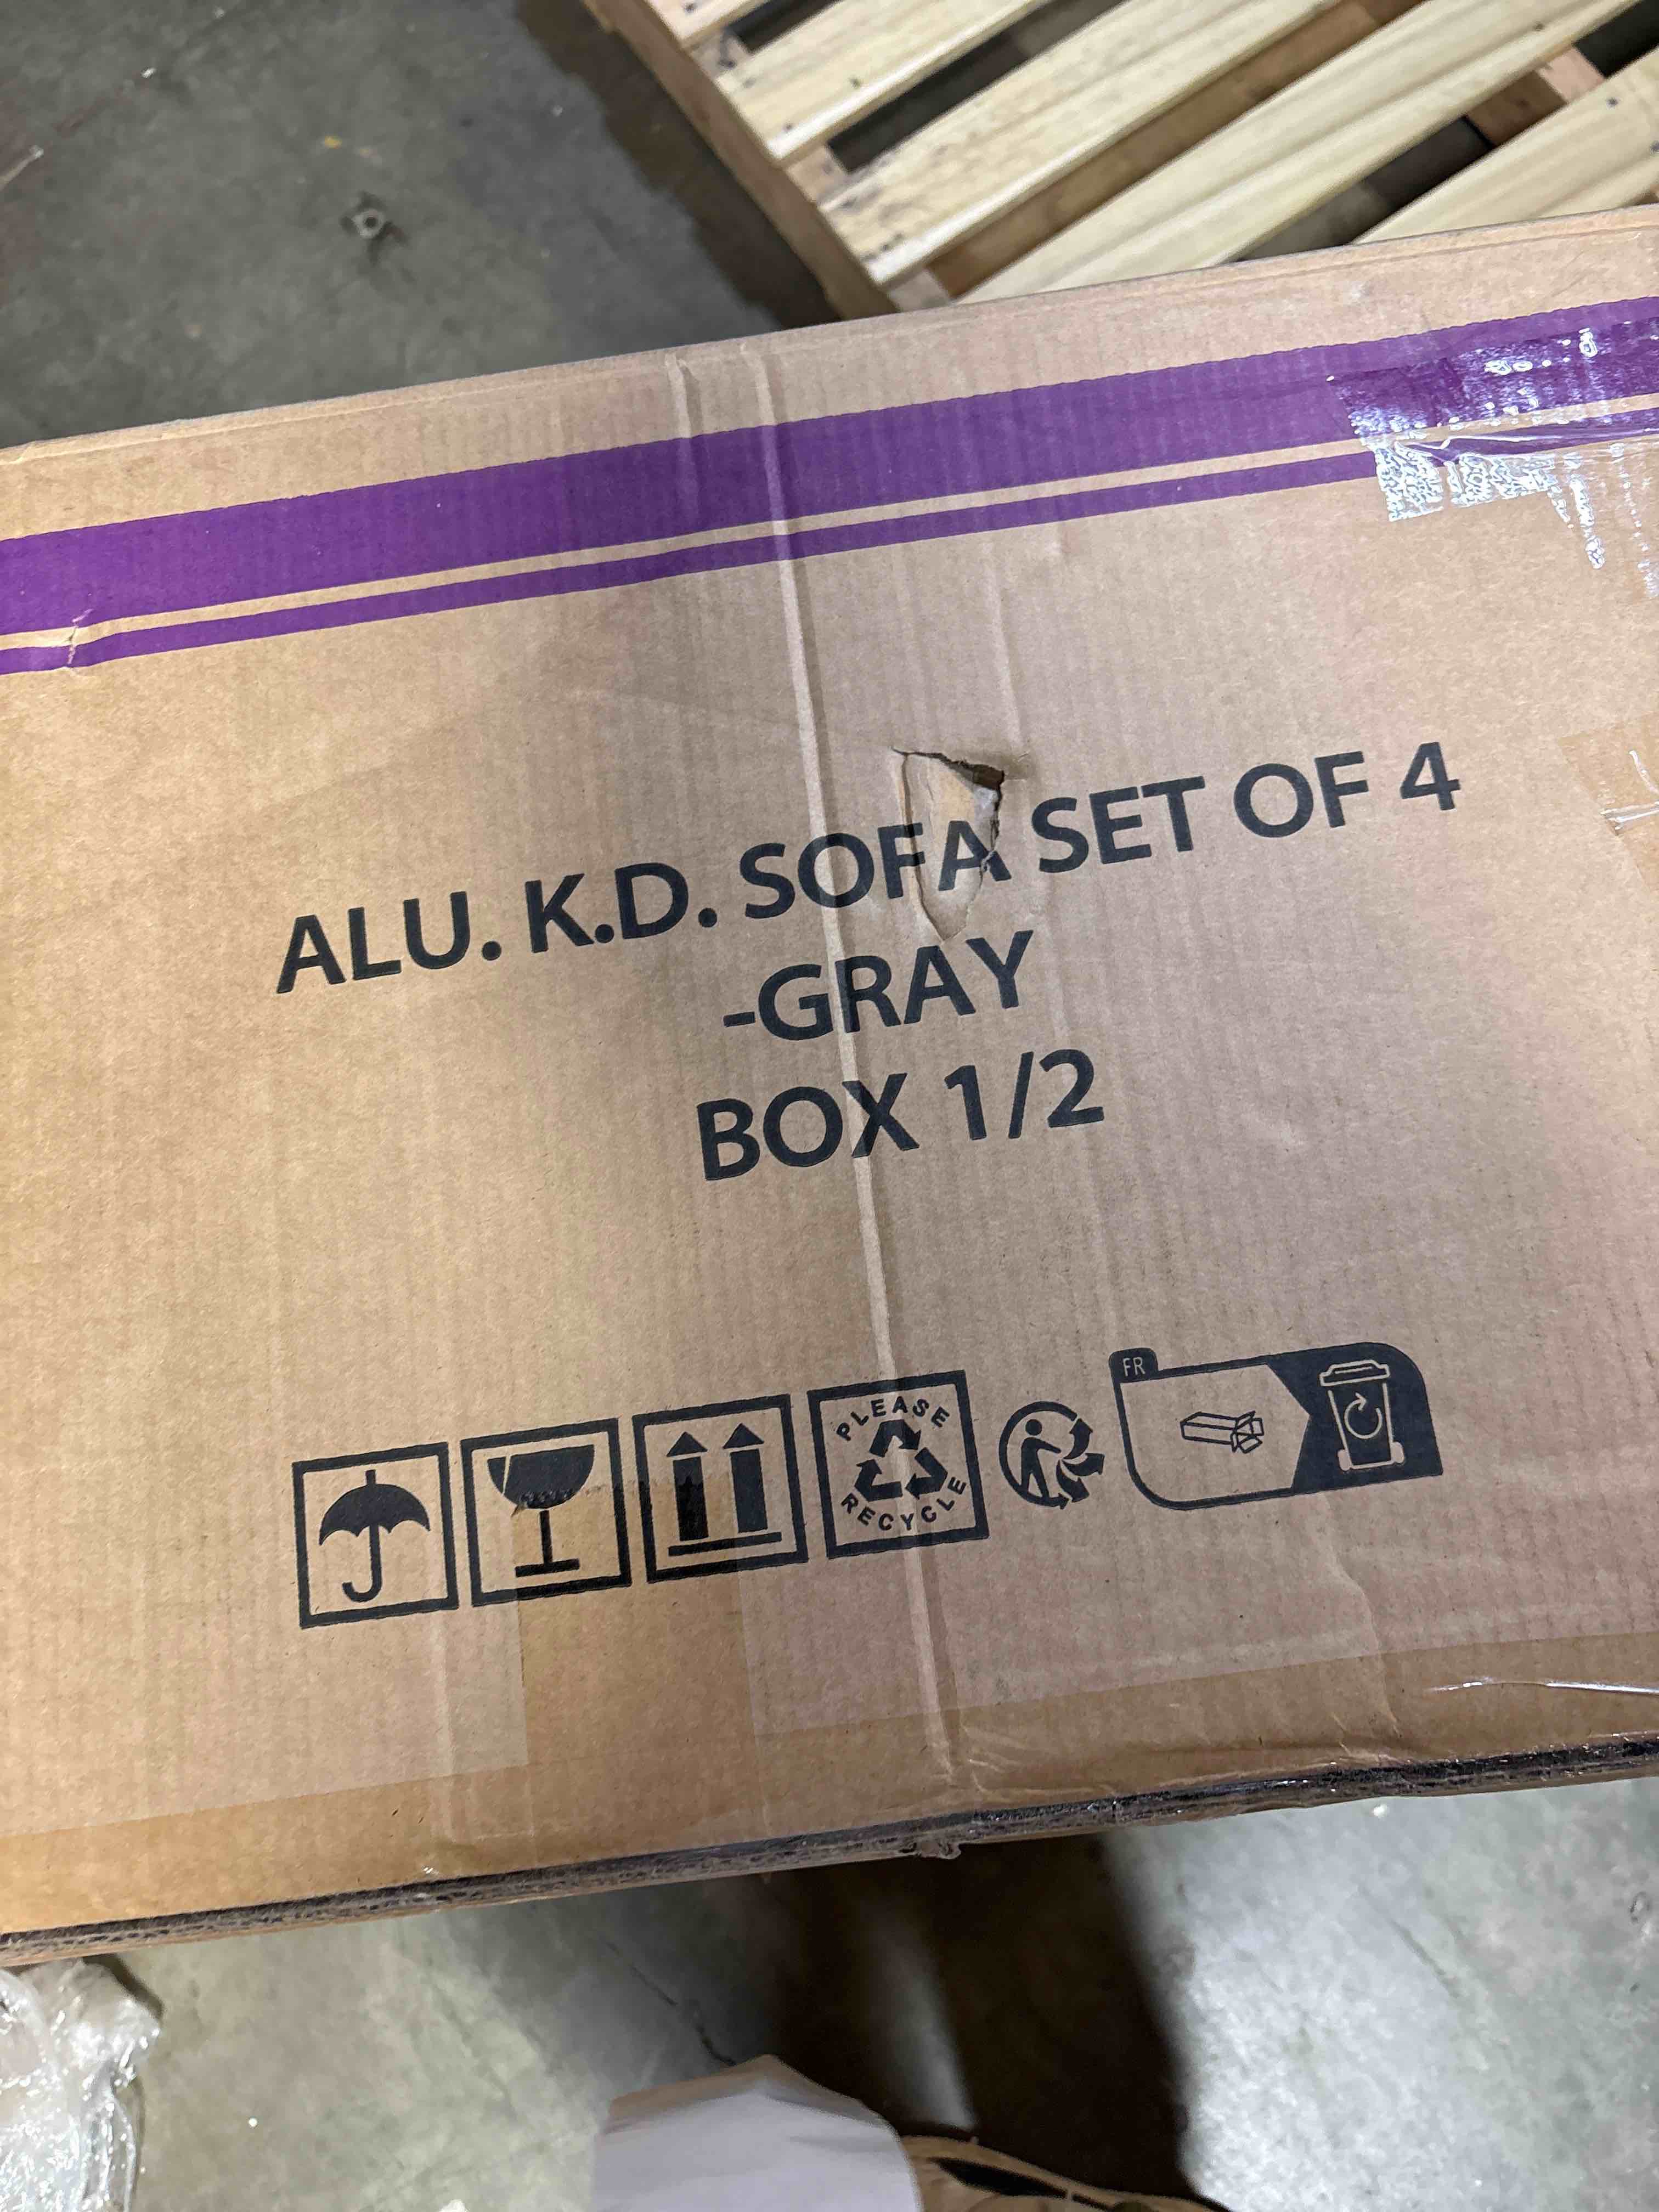 ALU. K.D. SOFA SET OF 4
-GRAY
BOX 1/2
PLEASE
RECYCLE
FR